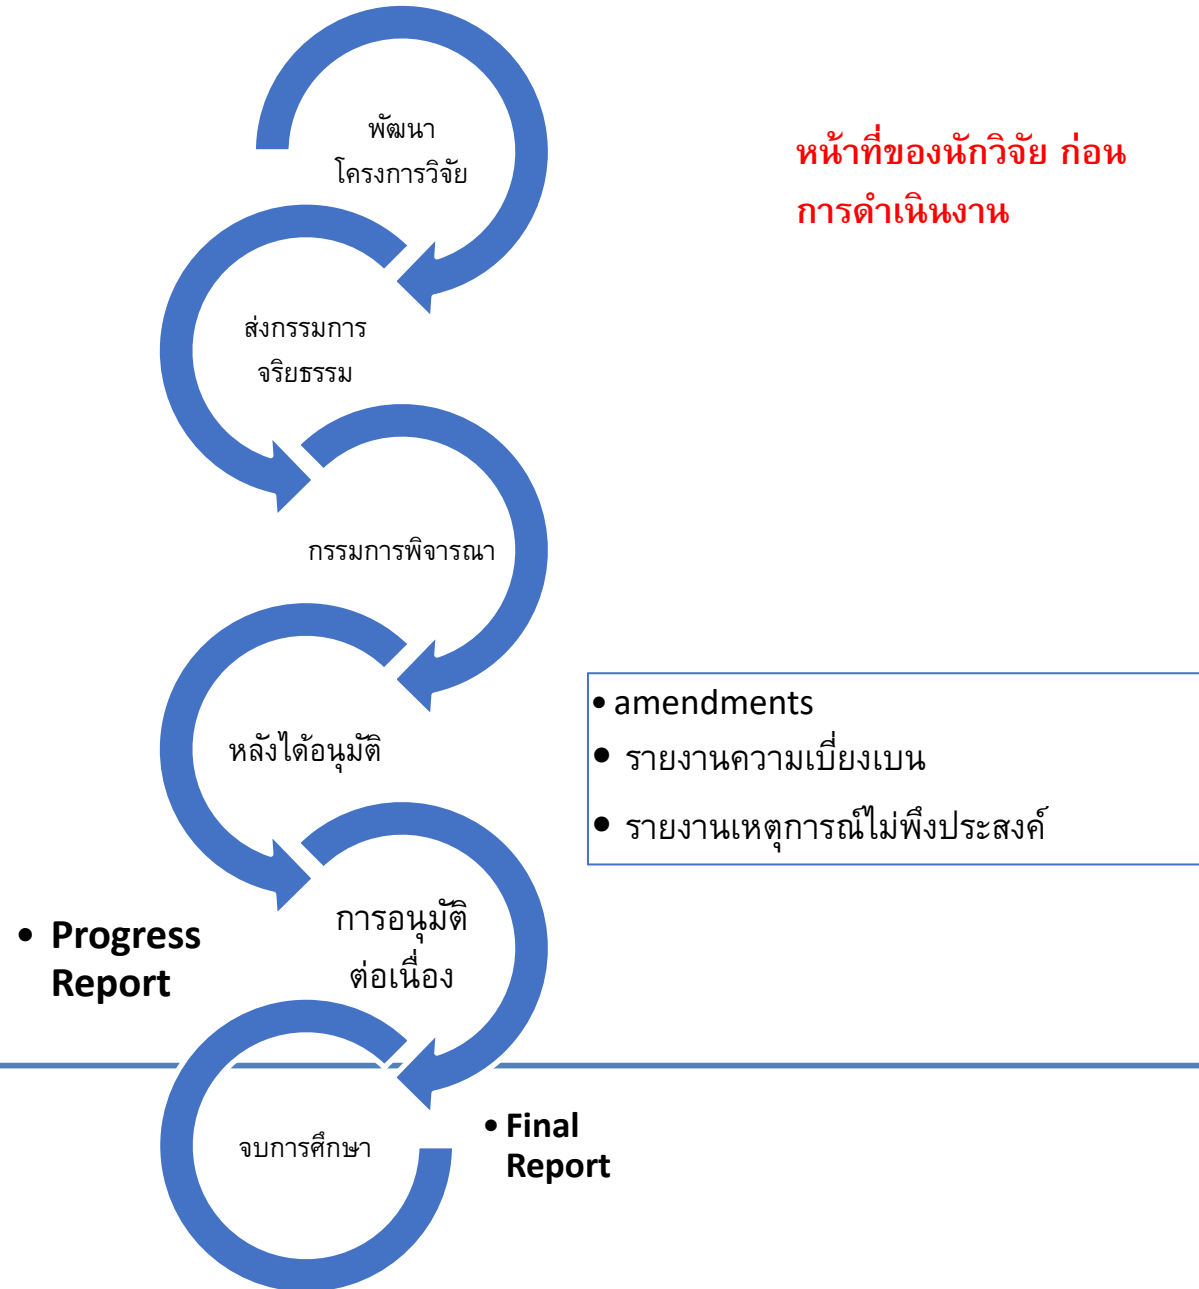 พัฒนา
โครงการวิจัย
หน้าที่ของนักวิจัย ก่อน
การดำเนินงาน
ส่งกรรมการ
จริยธรรม
กรรมการพิจารณา
หลังได้อนุมัติ
• amendments
• รายงานความเบี่ยงเบน
• รายงานเหตุการณ์ไม่พึงประสงค์
การอนุมัติ
ต่อเนื่อง
• Progress
Report
จบการศึกษา
• Final
Report